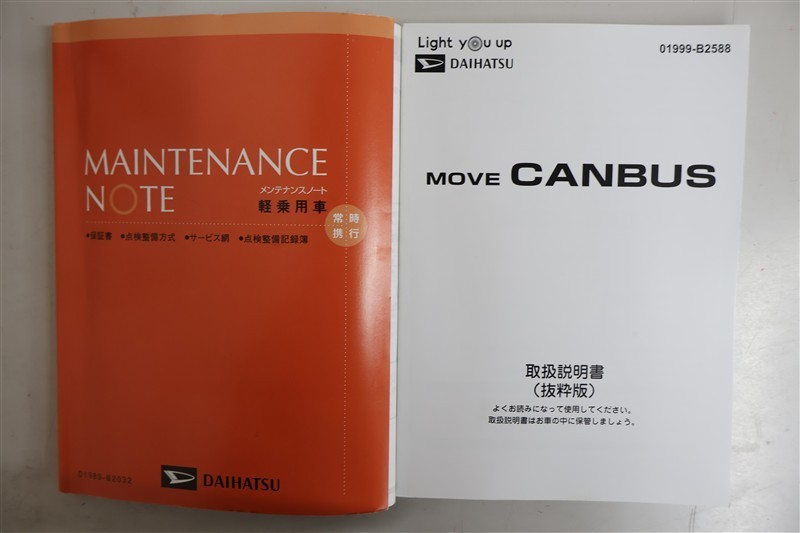 MAINTENANCE
NOTE
メンテナンスノート
軽乗用車
常時
携行
●保証書 ●点検整備方式 ●サービス網 ●点検整備記録簿
01989-B2002
DAIHATSU
Light you up
DAIHATSU
01999-B2588
MOVE CANBUS
取扱説明書
(抜粋版)
よくお読みになって使用してください。
取扱説明書はお車の中に保管しましょう。